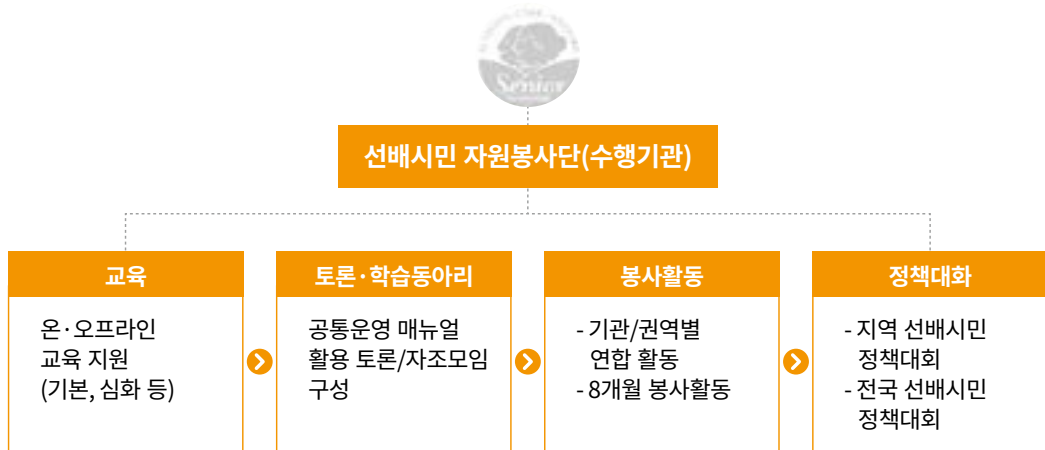 Senior
선배시민 자원봉사단(수행기관)
교육
온·오프라인
교육 지원
(기본, 심화 등)
토론·학습동아리
공통운영 매뉴얼
활용 토론/자조모임
구성
봉사활동
- 기관/권역별
연합 활동
- 8개월 봉사활동
정책대화
- 지역 선배시민
정책대회
- 전국 선배시민
정책대회